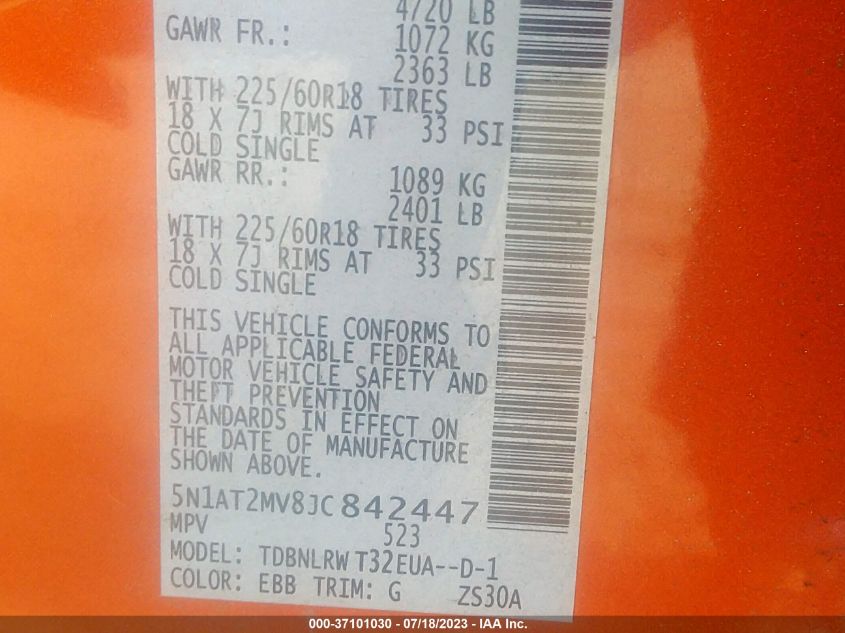 4720 LB
GAWR FR.: 1072 KG
2363 LB
WITH 225/60R18 TIRES
18 X 7J RIMS AT 33 PSI
COLD SINGLE
GAWR RR.: 1089 KG
2401 LB
WITH 225/60R18 TIRES
18 X 7J RIMS AT 33 PSI
COLD SINGLE
THIS VEHICLE CONFORMS TO
ALL APPLICABLE FEDERAL
MOTOR VEHICLE SAFETY AND
THEFT PREVENTION
STANDARDS IN EFFECT ON
THE DATE OF MANUFACTURE
SHOWN ABOVE.
5N1AT2MV8JC842447
MPV 523
MODEL: TDBNLRW T32EUA--D-1
COLOR: EBB TRIM: G ZS30A
000-37101030 - 07/18/2023 - IAA Inc.